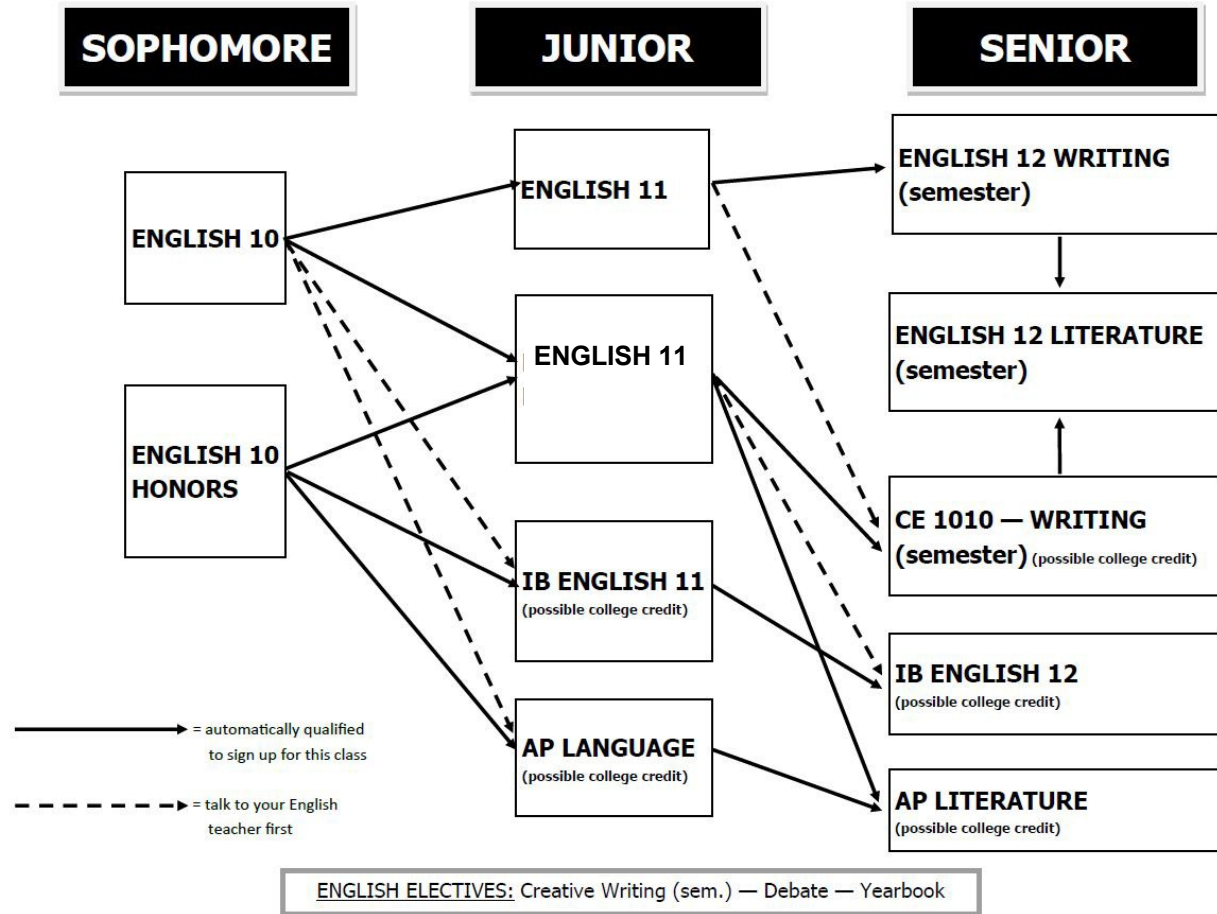 SOPHOMORE
JUNIOR
SENIOR
ENGLISH 10
ENGLISH 10
HONORS
ENGLISH 11
ENGLISH 11
IB ENGLISH 11
(possible college credit)
AP LANGUAGE
(possible college credit)
ENGLISH 12 WRITING
(semester)
ENGLISH 12 LITERATURE
(semester)
CE 1010 — WRITING
(semester) (possible college credit)
IB ENGLISH 12
(possible college credit)
AP LITERATURE
(possible college credit)
= automatically qualified
to sign up for this class
= talk to your English
teacher first
ENGLISH ELECTIVES: Creative Writing (sem.) — Debate — Yearbook